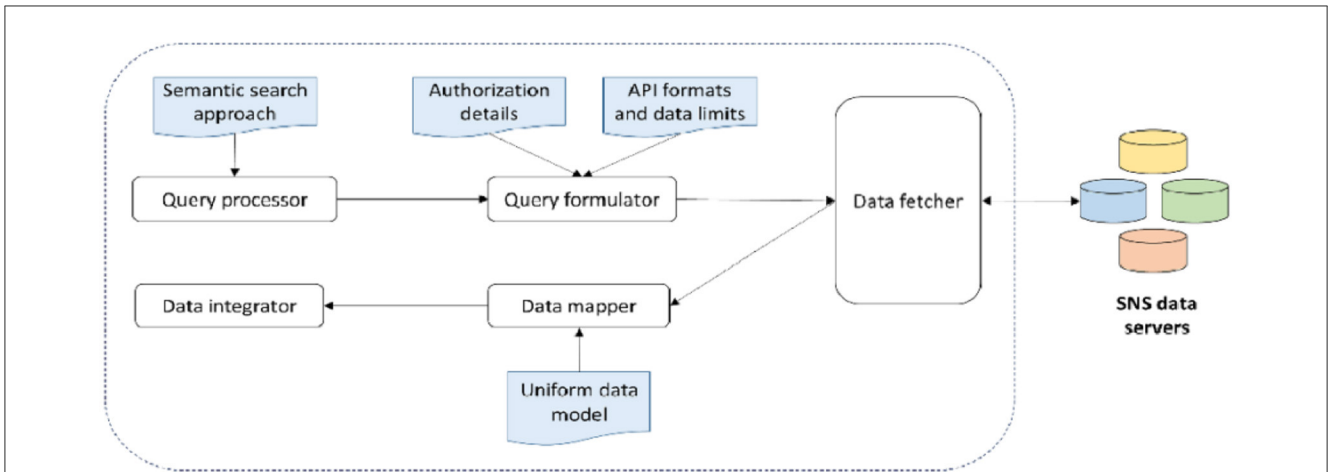 Semantic search
approach
Authorization
details
API formats
and data limits
Query processor
Query formulator
Data fetcher
Data integrator
Data mapper
SNS data
servers
Uniform data
model